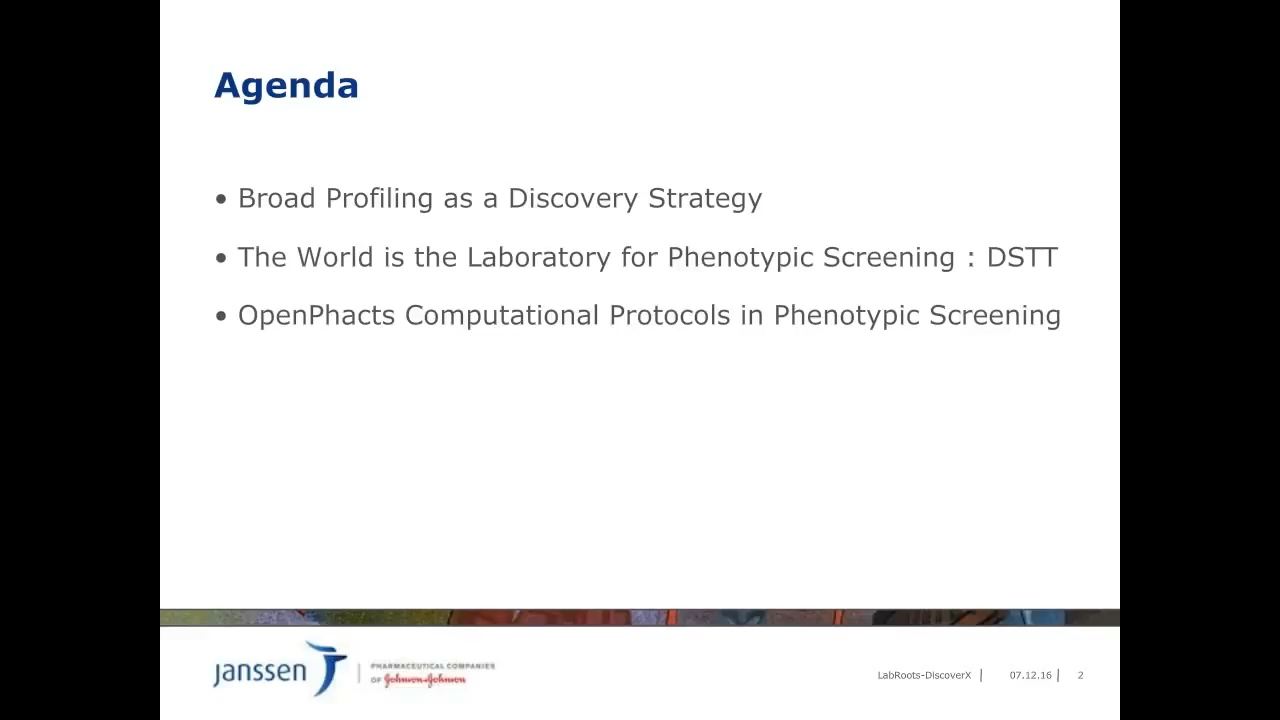 Agenda
• Broad Profiling as a Discovery Strategy
• The World is the Laboratory for Phenotypic Screening : DSTT
• OpenPhacts Computational Protocols in Phenotypic Screening
janssen | PHARMACEUTICAL COMPANIES
OF Johnson & Johnson
LabRoots-DiscoverX | 07.12.16 | 2